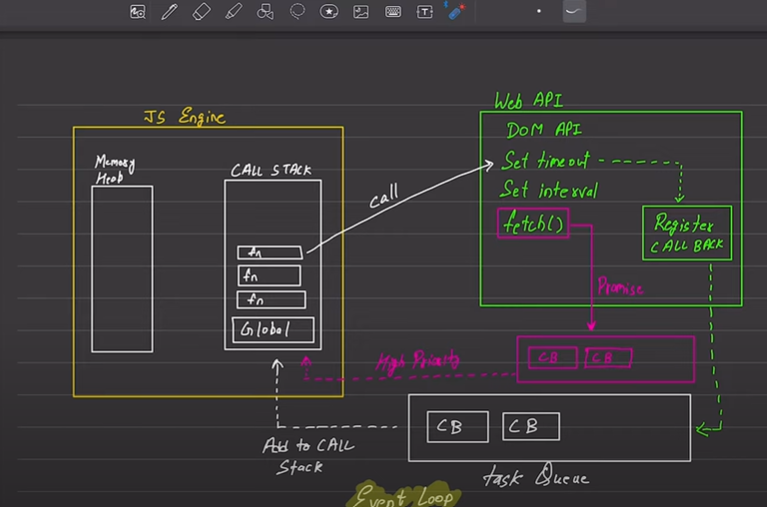 JS Engine
Memory
Heap
CALL STACK
fn
fn
fn
Global
call
Web API
DOM API
Set timeout
Set interval
fetch()
Register
CALL BACK
Promise
CB CB
High Priority
CB CB
Add to CALL
Stack
task Queue
Event Loop